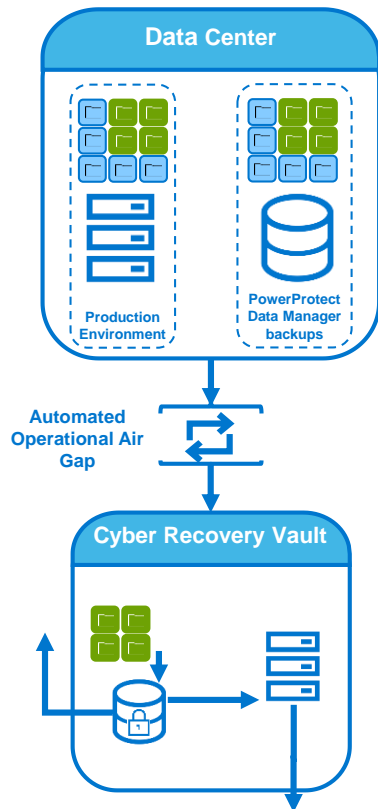 Data Center
Production
Environment
PowerProtect
Data Manager
backups
Automated
Operational Air
Gap
Cyber Recovery Vault